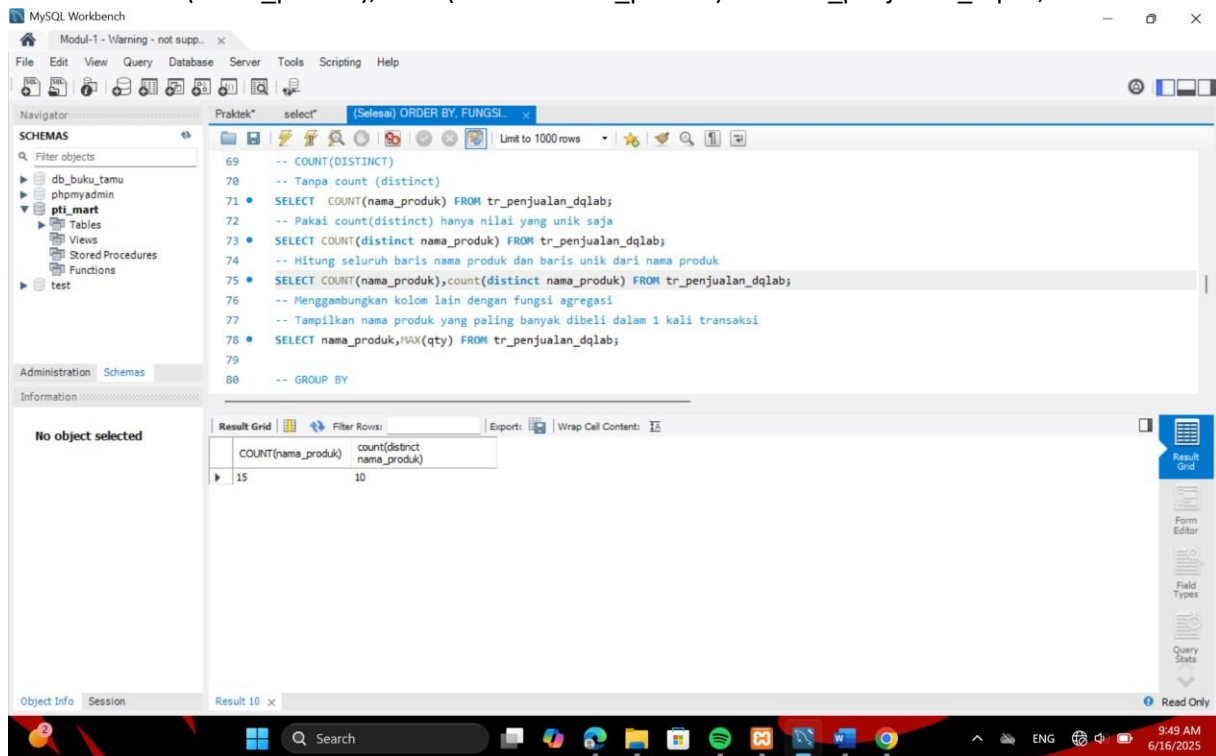 MySQL Workbench
Modul-1 - Warning - not supp..
File Edit View Query Database Server Tools Scripting Help
Navigator
Praktek* select* (Selesai) ORDER BY, FUNGSI..
SCHEMAS
Limit to 1000 rows
Filter objects
db_buku_tamu
phpmyadmin
pti_mart
Tables
Views
Stored Procedures
Functions
test
69 -- COUNT(DISTINCT)
70 -- Tanpa count (distinct)
71 SELECT COUNT(nama_produk) FROM tr_penjualan_dqlab;
72 -- Pakai count(distinct) hanya nilai yang unik saja
73 SELECT COUNT(distinct nama_produk) FROM tr_penjualan_dqlab;
74 -- Hitung seluruh baris nama produk dan baris unik dari nama produk
75 SELECT COUNT(nama_produk),count(distinct nama_produk) FROM tr_penjualan_dqlab;
76 -- Menggambungkan kolom lain dengan fungsi agregasi
77 -- Tampilkan nama produk yang paling banyak dibeli dalam 1 kali transaksi
78 SELECT nama_produk,MAX(qty) FROM tr_penjualan_dqlab;
79
80 -- GROUP BY
Administration Schemas
Information
No object selected
Result Grid Filter Rows: Export: Wrap Cell Content:
COUNT(nama_produk) count(distinct
nama_produk)
15 10
Result
Grid
Form
Editor
Field
Types
Query
Stats
Object Info Session
Result 10
Read Only
2
Search
ENG
9:49 AM
6/16/2025